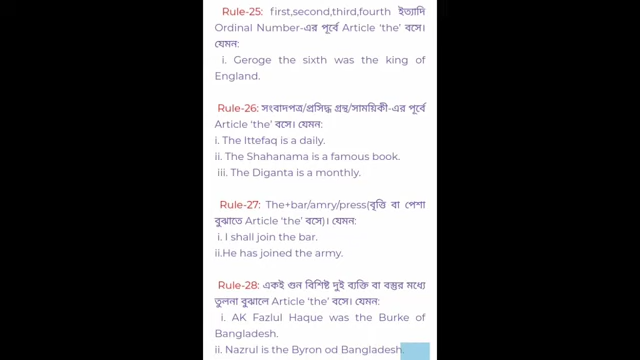 Rule-25: first,second,third,fourth ইত্যাদি
Ordinal Number-এর পূর্বে Article ‘the’ বসে।
যেমন:
i. Geroge the sixth was the king of
England.
Rule-26: সংবাদপত্র/প্রসিদ্ধ গ্রন্থ/সাময়িকী-এর পূর্বে
Article ‘the’ বসে। যেমন:
i. The Ittefaq is a daily.
ii. The Shahanama is a famous book.
iii. The Diganta is a monthly.
Rule-27: The+bar/amry/press(বৃত্তি বা পেশা
বুঝাতে Article ‘the’ বসে)। যেমন:
i. I shall join the bar.
ii.He has joined the army.
Rule-28: একই গুন বিশিষ্ট দুই ব্যক্তি বা বস্তুর মধ্যে
তুলনা বুঝালে Article ‘the’ বসে। যেমন:
i. AK Fazlul Haque was the Burke of
Bangladesh.
ii. Nazrul is the Byron od Bangladesh.